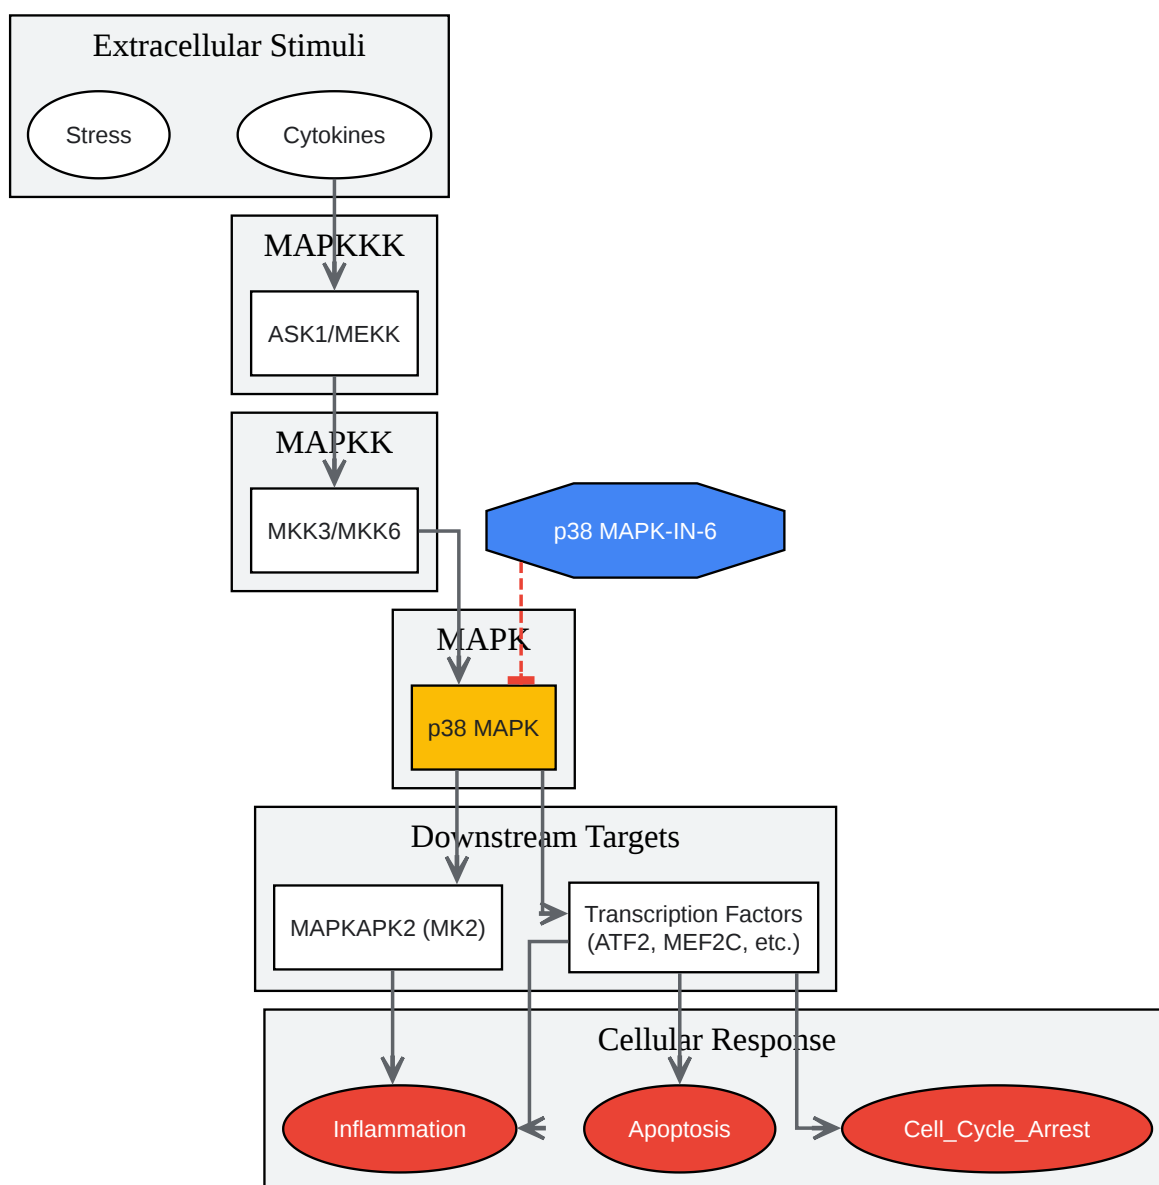 Extracellular Stimuli
Stress
Cytokines
MAPKKK
ASK1/MEKK
MAPKK
MKK3/MKK6
p38 MAPK-IN-6
MAPK
p38 MAPK
Downstream Targets
MAPKAPK2 (MK2)
Transcription Factors
(ATF2, MEF2C, etc.)
Cellular Response
Inflammation
Apoptosis
Cell_Cycle_Arrest